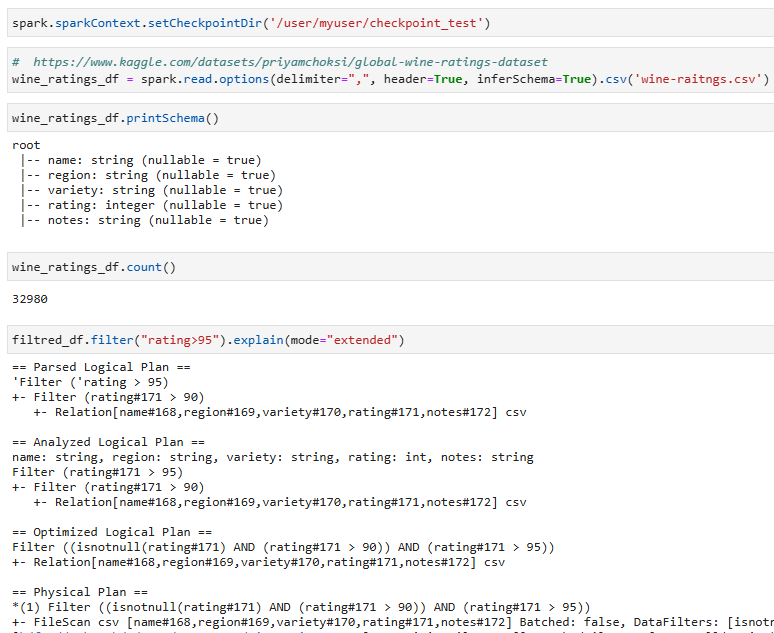 spark.sparkContext.setCheckpointDir('/user/myuser/checkpoint_test')
#  https://www.kaggle.com/datasets/priyamchoksi/global-wine-ratings-dataset
wine_ratings_df = spark.read.options(delimiter=",", header=True, inferSchema=True).csv('wine-raitngs.csv')
wine_ratings_df.printSchema()
root
 |-- name: string (nullable = true)
 |-- region: string (nullable = true)
 |-- variety: string (nullable = true)
 |-- rating: integer (nullable = true)
 |-- notes: string (nullable = true)
wine_ratings_df.count()
32980
filtred_df.filter("rating>95").explain(mode="extended")
== Parsed Logical Plan ==
'Filter ('rating > 95)
+- Filter (rating#171 > 90)
   +- Relation[name#168,region#169,variety#170,rating#171,notes#172] csv
== Analyzed Logical Plan ==
name: string, region: string, variety: string, rating: int, notes: string
Filter (rating#171 > 95)
+- Filter (rating#171 > 90)
   +- Relation[name#168,region#169,variety#170,rating#171,notes#172] csv
== Optimized Logical Plan ==
Filter ((isnotnull(rating#171) AND (rating#171 > 90)) AND (rating#171 > 95))
+- Relation[name#168,region#169,variety#170,rating#171,notes#172] csv
== Physical Plan ==
*(1) Filter ((isnotnull(rating#171) AND (rating#171 > 90)) AND (rating#171 > 95))
+- FileScan csv [name#168,region#169,variety#170,rating#171,notes#172] Batched: false, DataFilters: [isnotn